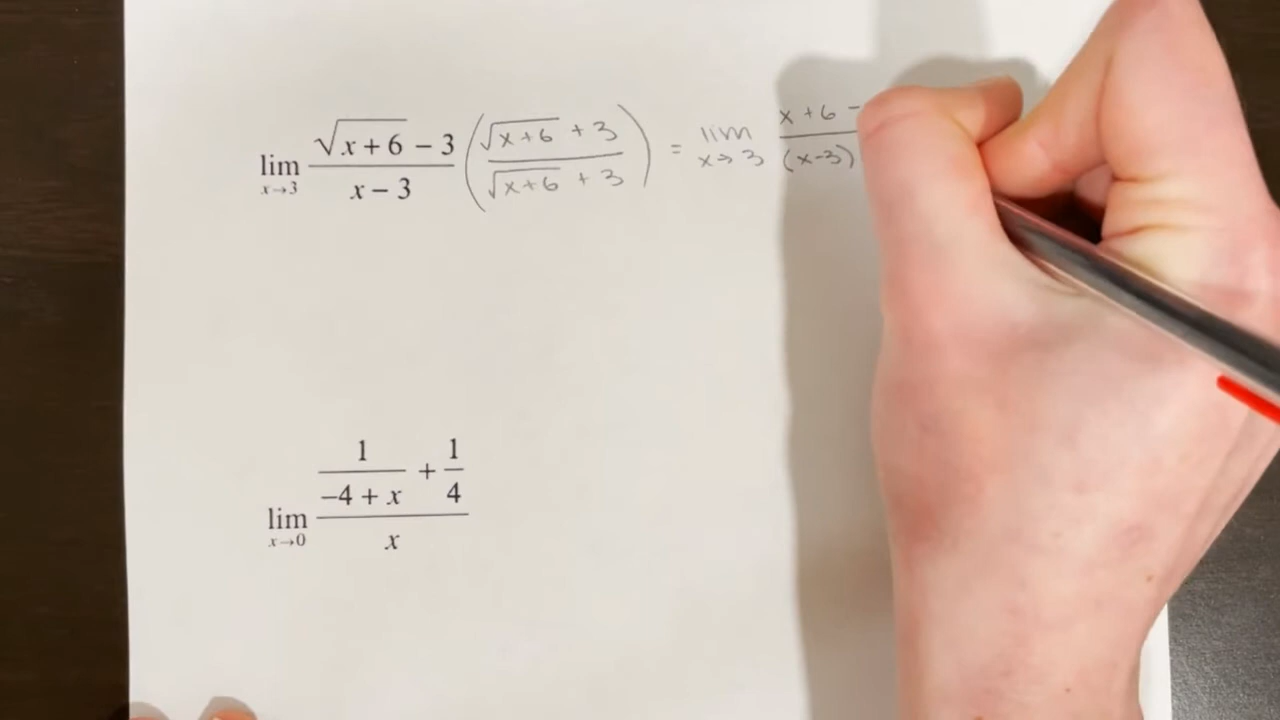 lim x→3 (√(x+6) − 3)/(x − 3) ((√(x+6) + 3)/(√(x+6) + 3)) = lim x→3 (x+6 −)/((x−3)
lim x→0 (1/(−4 + x) + 1/4)/x